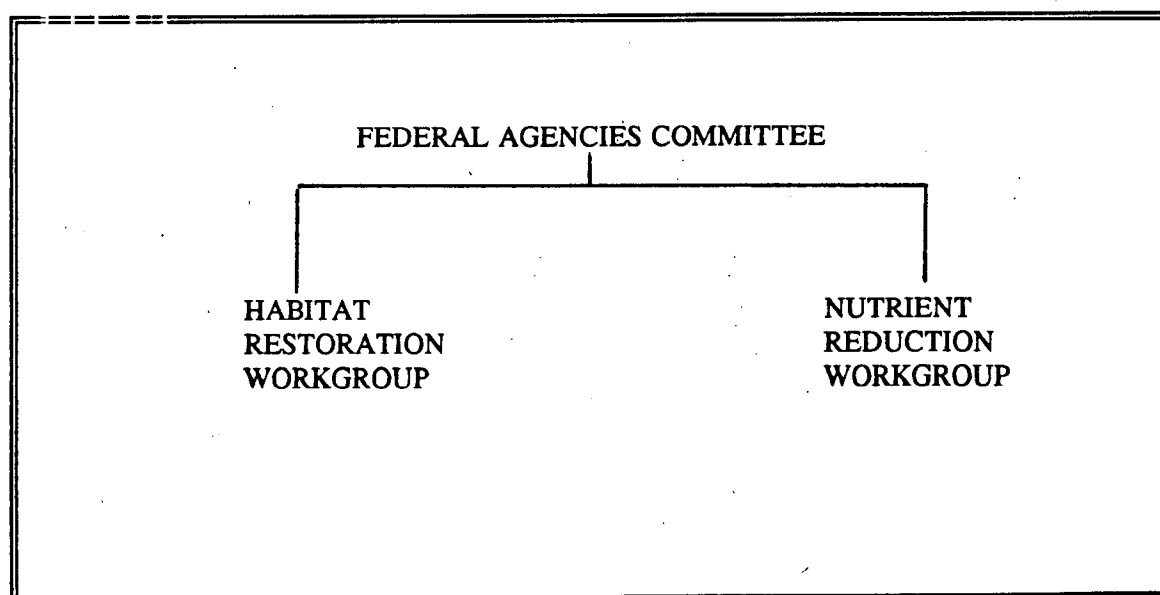 FEDERAL AGENCIES COMMITTEE
HABITAT
RESTORATION
WORKGROUP
NUTRIENT
REDUCTION
WORKGROUP